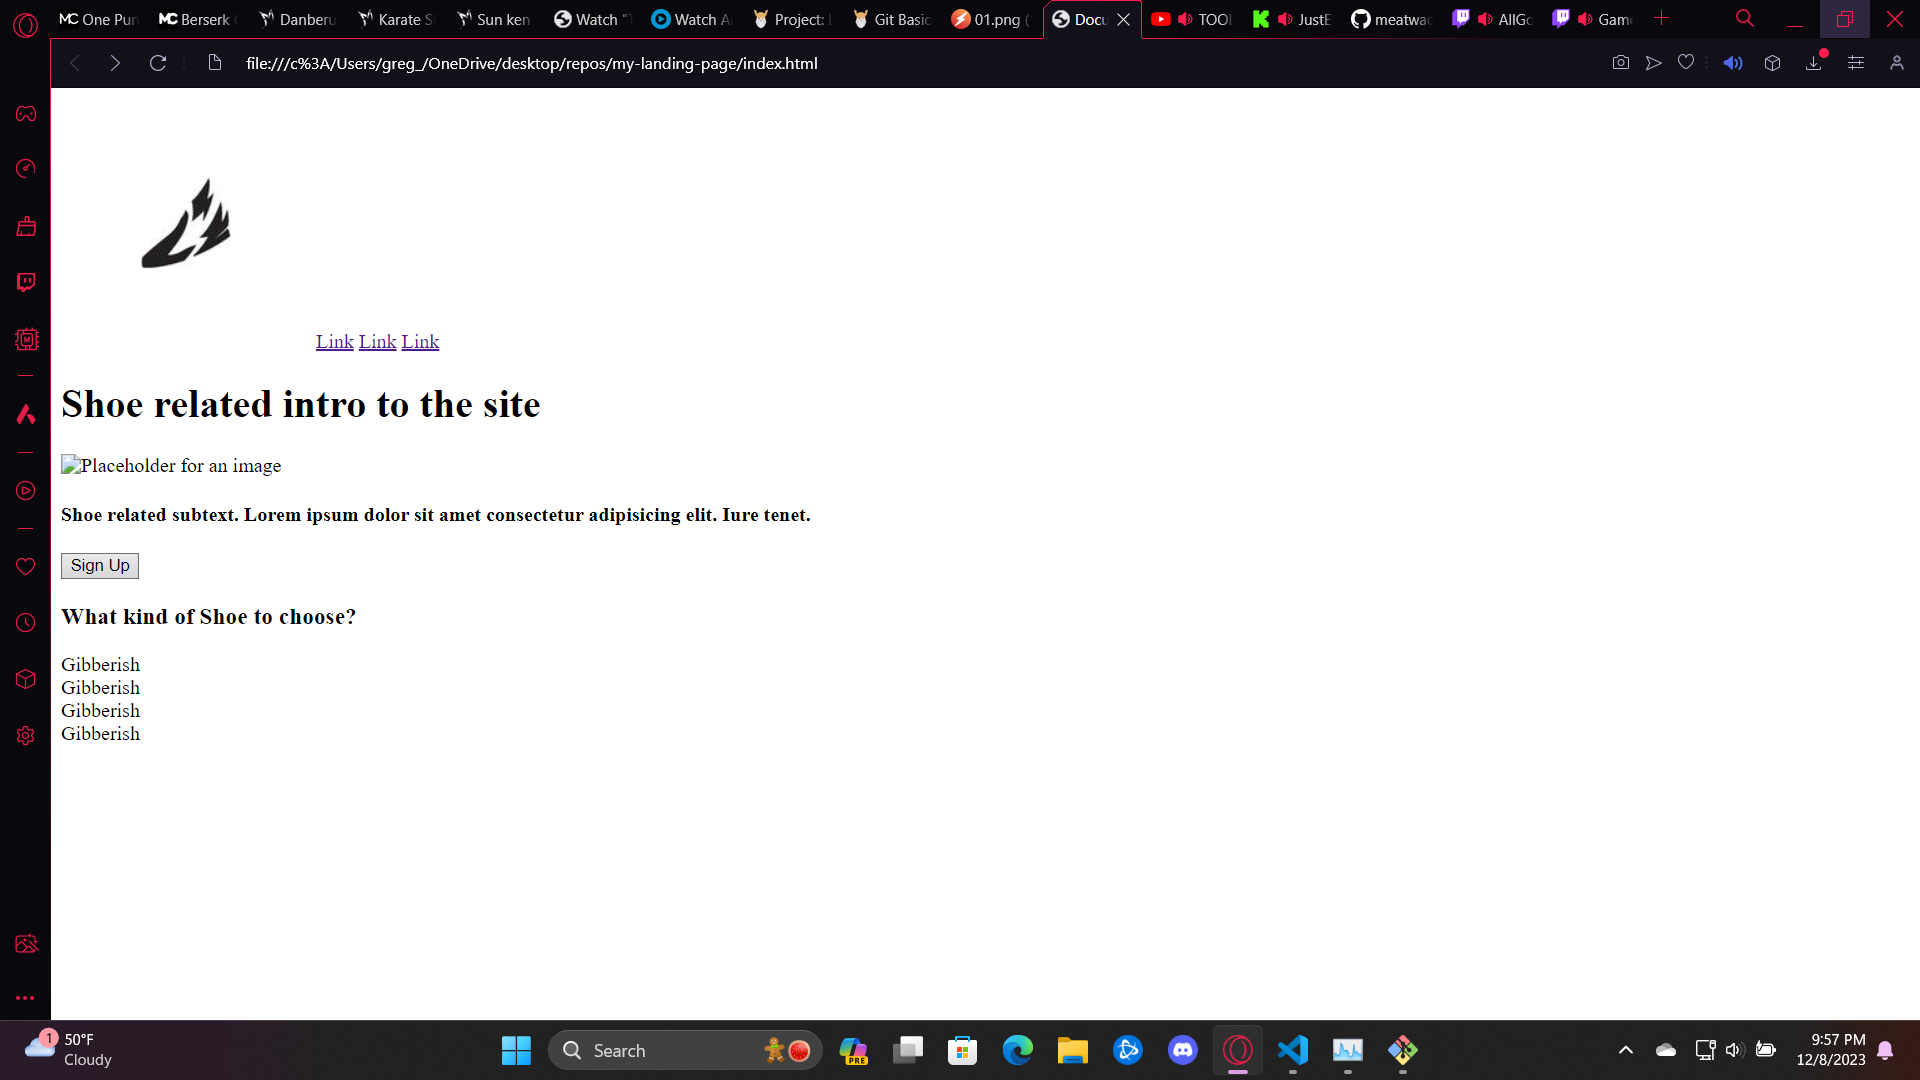 One Pun
Berserk
Danberu
Karate S
Sun ken
Watch "T
Watch A
Project: L
Git Basic
01.png (
Docu
TOOL
JustE
meatwa
AllGo
Game
file:///c%3A/Users/greg_/OneDrive/desktop/repos/my-landing-page/index.html
Link Link Link
Shoe related intro to the site
Placeholder for an image
Shoe related subtext. Lorem ipsum dolor sit amet consectetur adipisicing elit. Iure tenet.
Sign Up
What kind of Shoe to choose?
Gibberish
Gibberish
Gibberish
Gibberish
1
50°F
Cloudy
Search
PRE
9:57 PM
12/8/2023